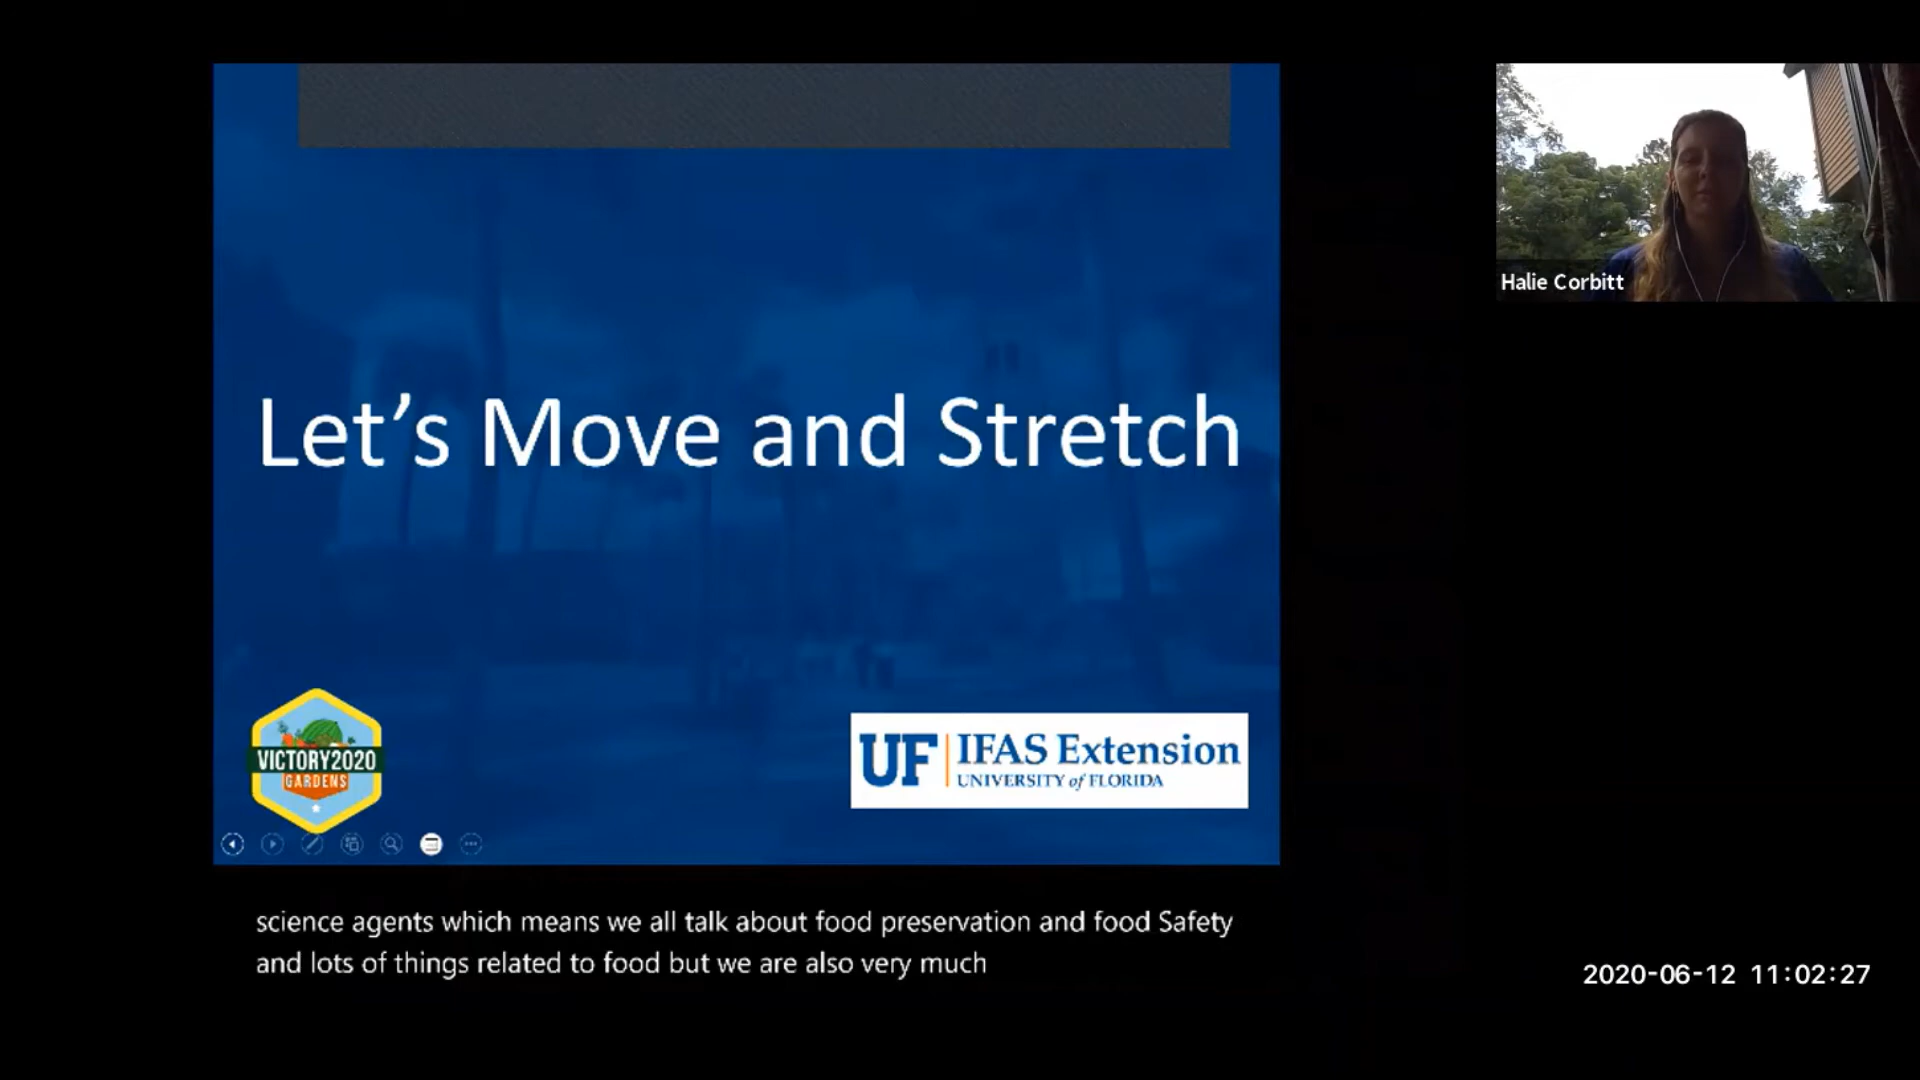 Let's Move and Stretch
VICTORY2020
GARDENS
UF IFAS Extension
UNIVERSITY of FLORIDA
Halie Corbitt
science agents which means we all talk about food preservation and food Safety
and lots of things related to food but we are also very much
2020-06-12 11:02:27